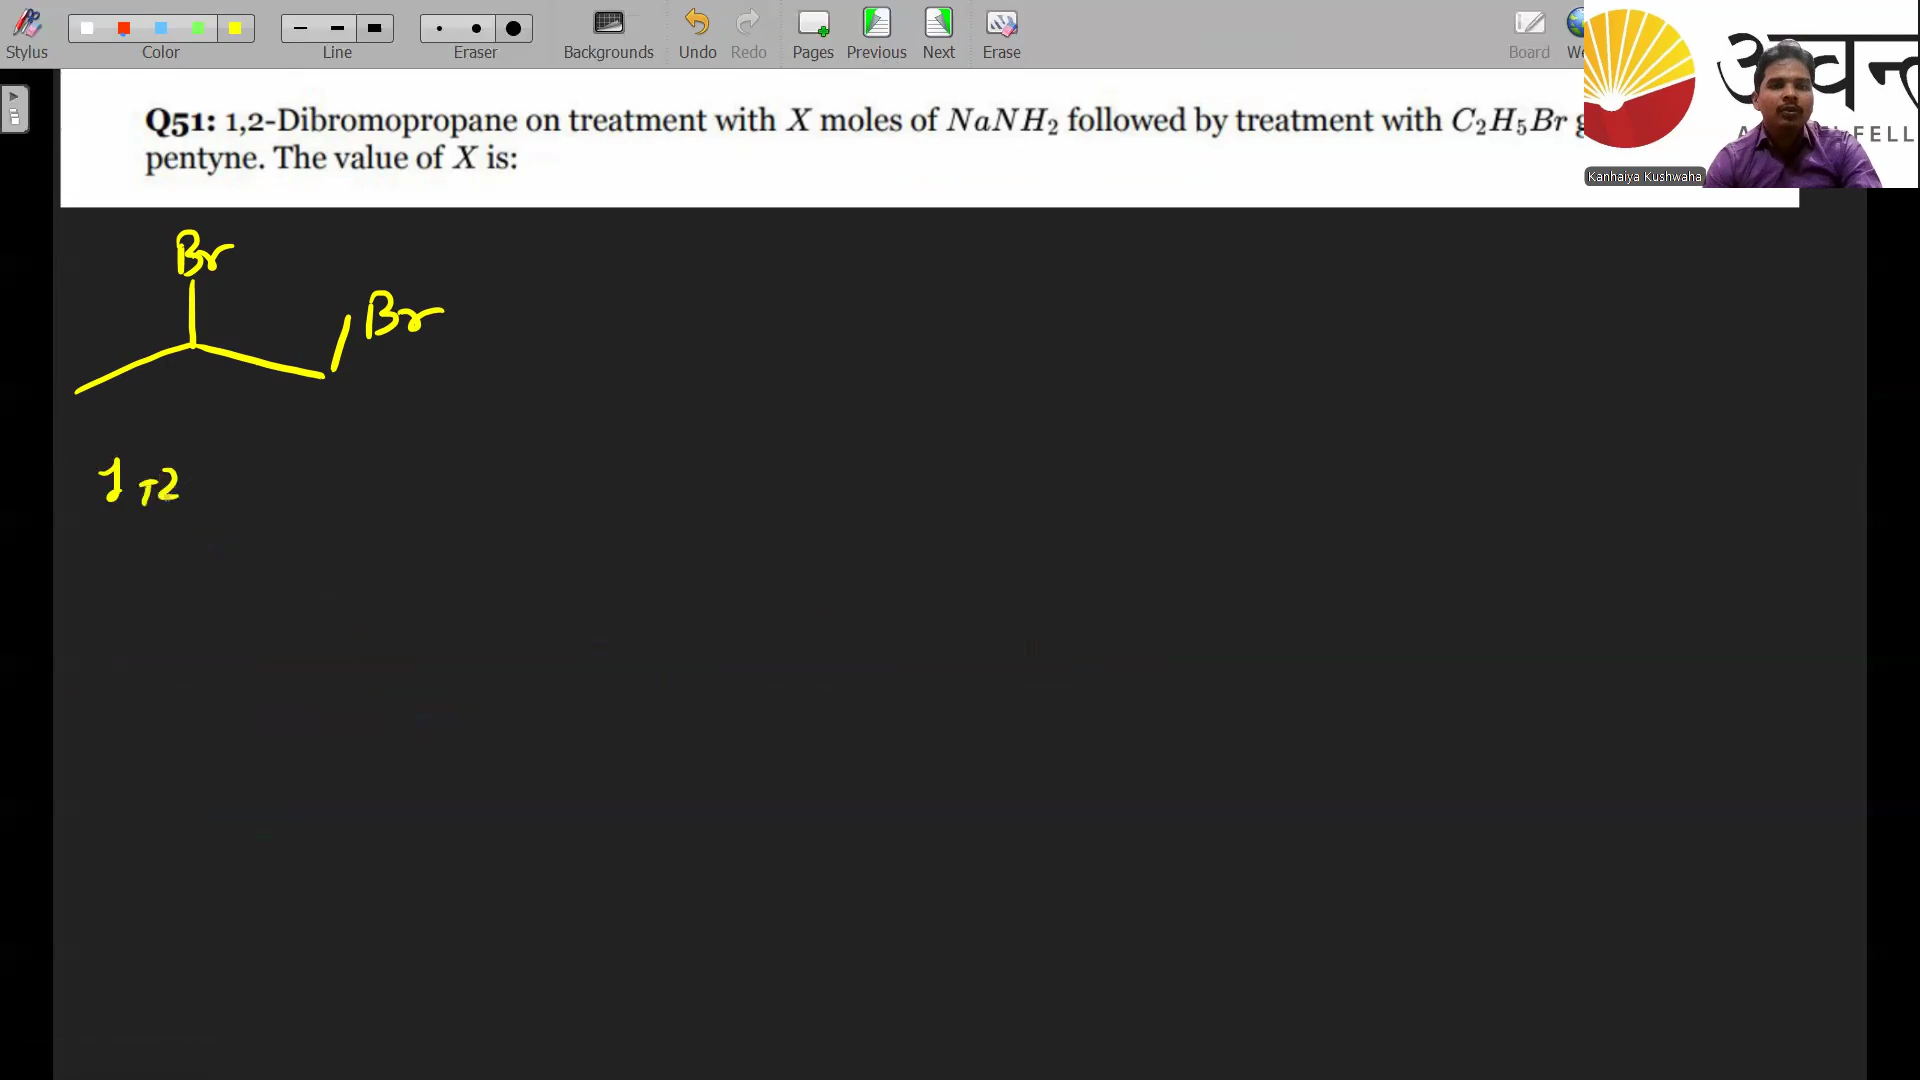 Stylus
Color
Line
Eraser
Backgrounds
Undo
Redo
Pages
Previous
Next
Erase
Board
Q51: 1,2-Dibromopropane on treatment with X moles of NaNH₂ followed by treatment with C₂H₅Br
pentyne. The value of X is:
अवन्त
FELL
Kanhaiya Kushwaha
Br
Br
1,2